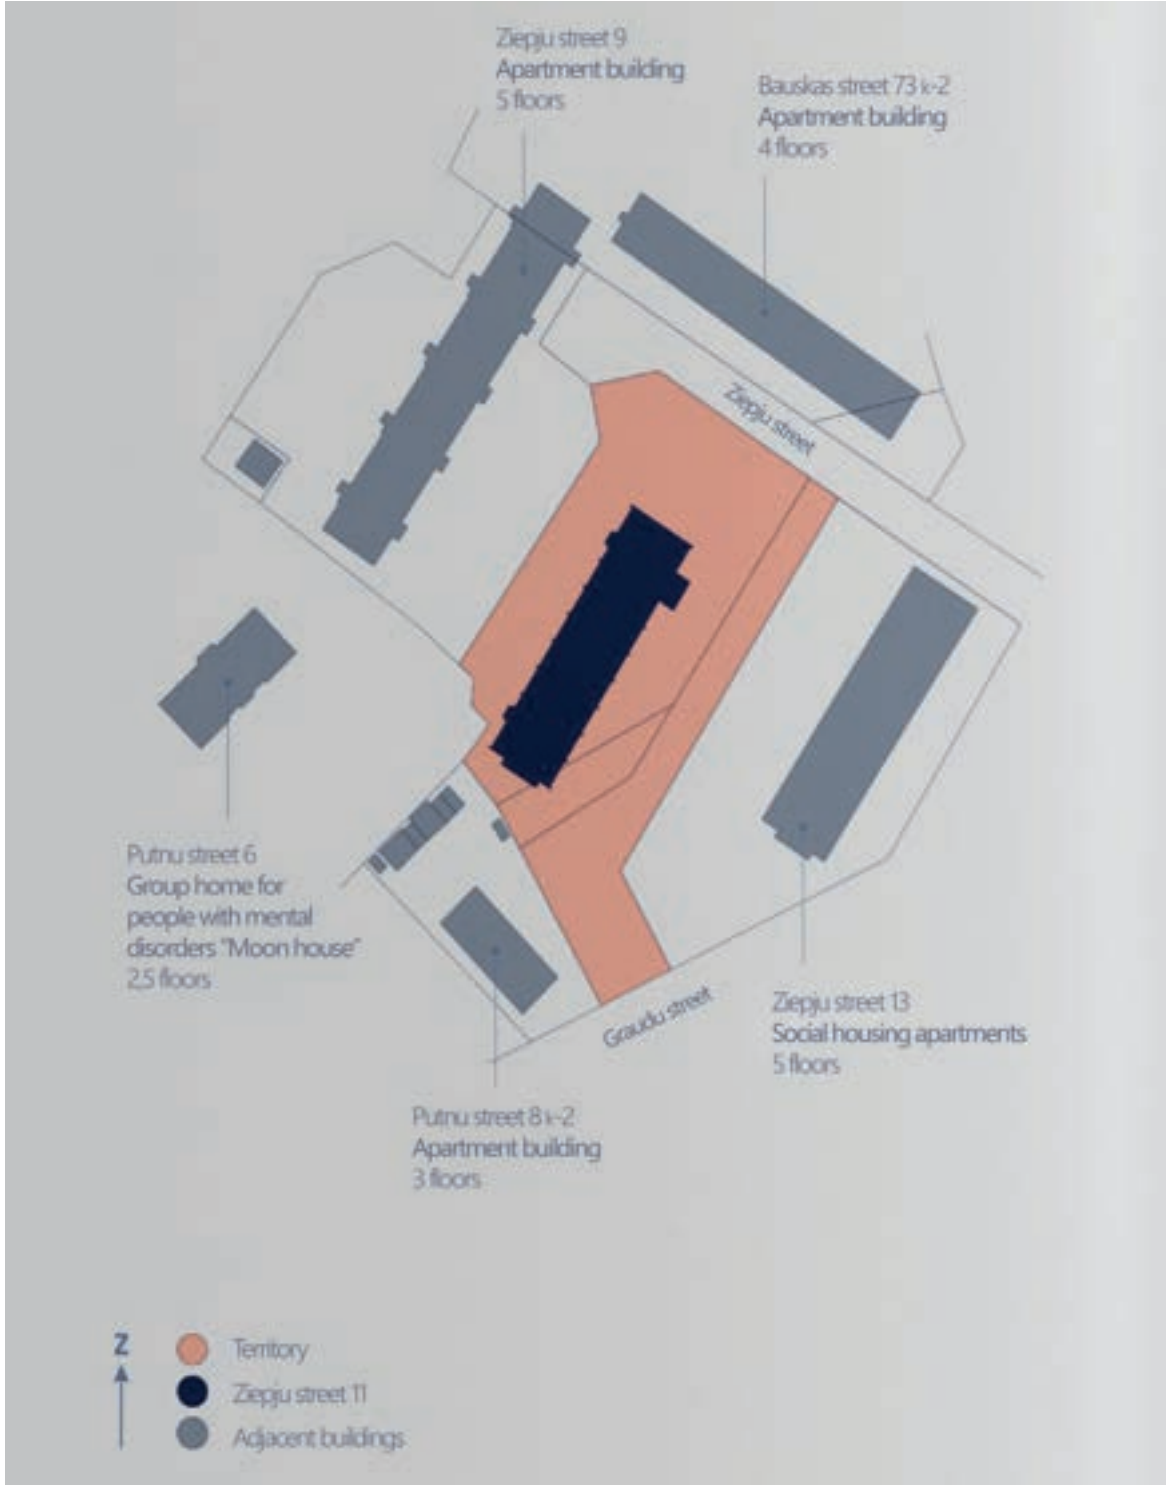 Ziepju street 9
Apartment building
5 floors
Bauskas street 73 k-2
Apartment building
4 floors
Ziepju street
Putnu street 6
Group home for
people with mental
disorders "Moon house"
2,5 floors
Graudu street
Ziepju street 13
Social housing apartments
5 floors
Putnu street 8 k-2
Apartment building
3 floors
Z
Territory
Ziepju street 11
Adjacent buildings